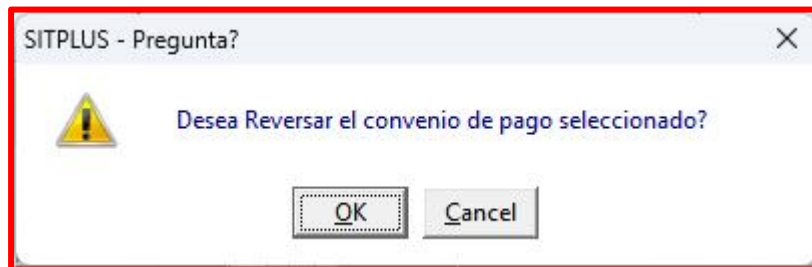 SITPLUS - Pregunta?
Desea Reversar el convenio de pago seleccionado?
OK Cancel